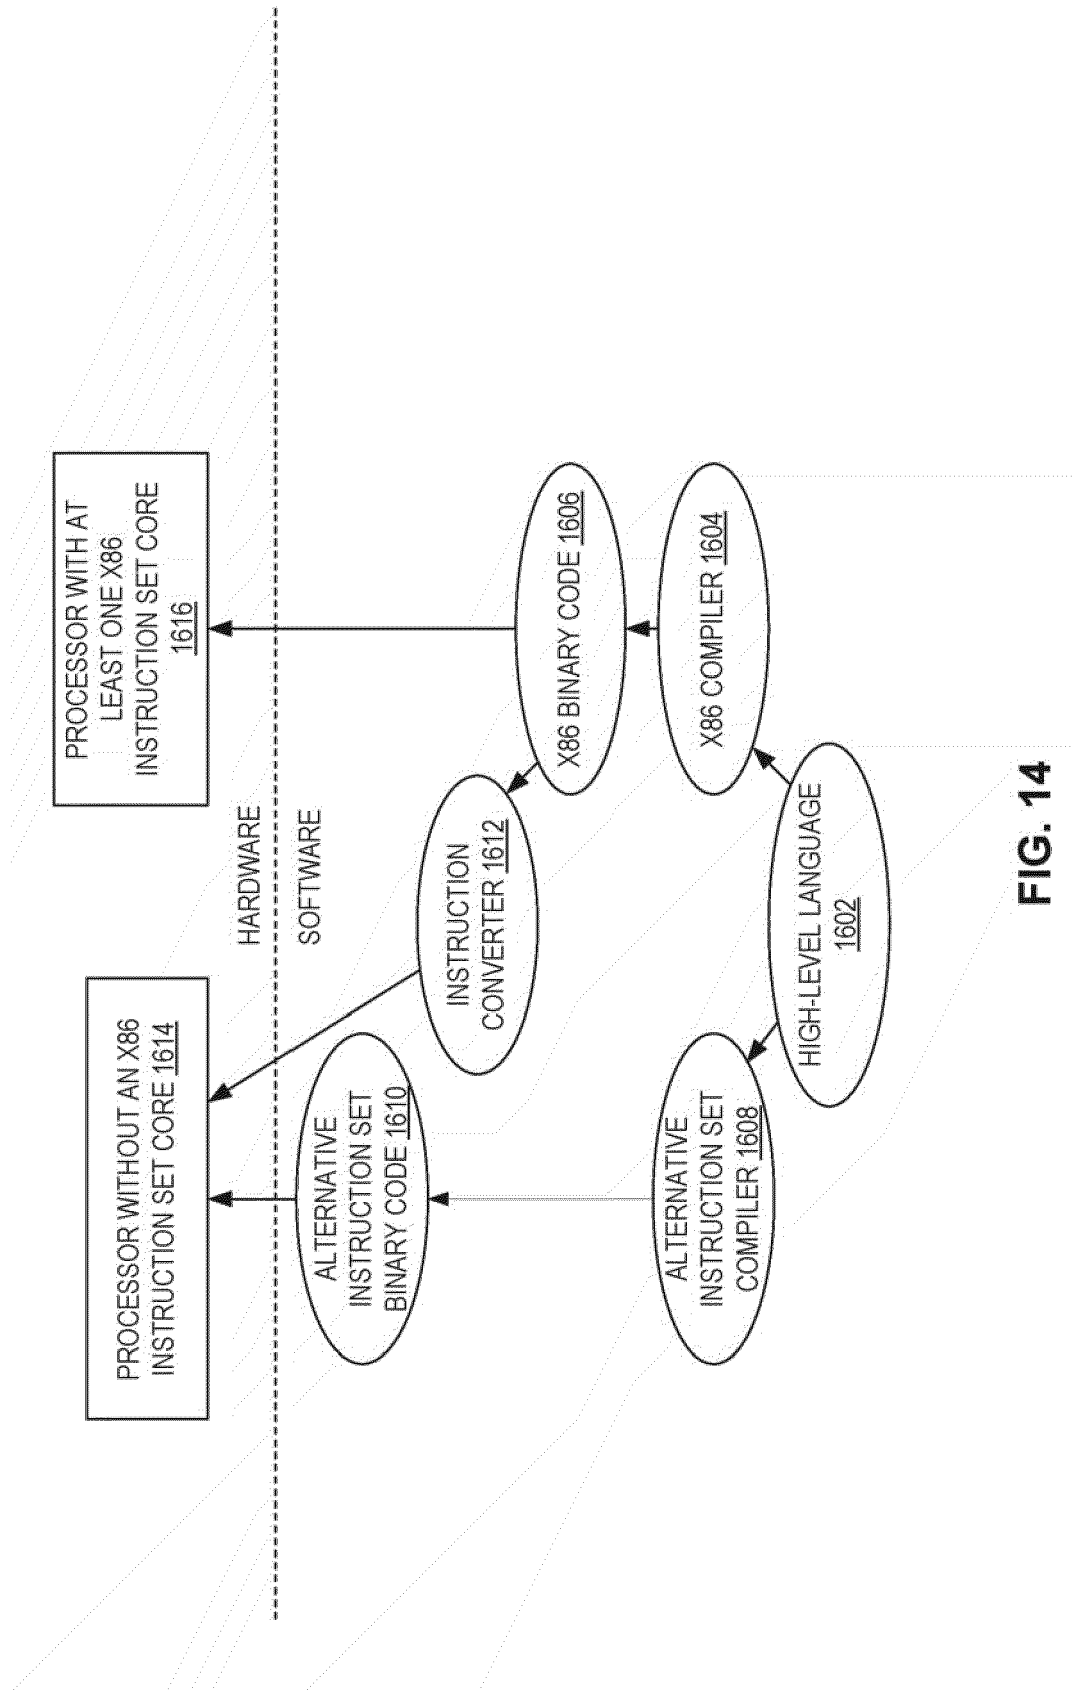 PROCESSOR WITHOUT AN X86
INSTRUCTION SET CORE 1614
PROCESSOR WITH AT
LEAST ONE X86
INSTRUCTION SET CORE
1616
HARDWARE
SOFTWARE
ALTERNATIVE
INSTRUCTION SET
BINARY CODE 1610
INSTRUCTION
CONVERTER 1612
X86 BINARY CODE 1606
ALTERNATIVE
INSTRUCTION SET
COMPILER 1608
X86 COMPILER 1604
HIGH-LEVEL LANGUAGE
1602
FIG. 14